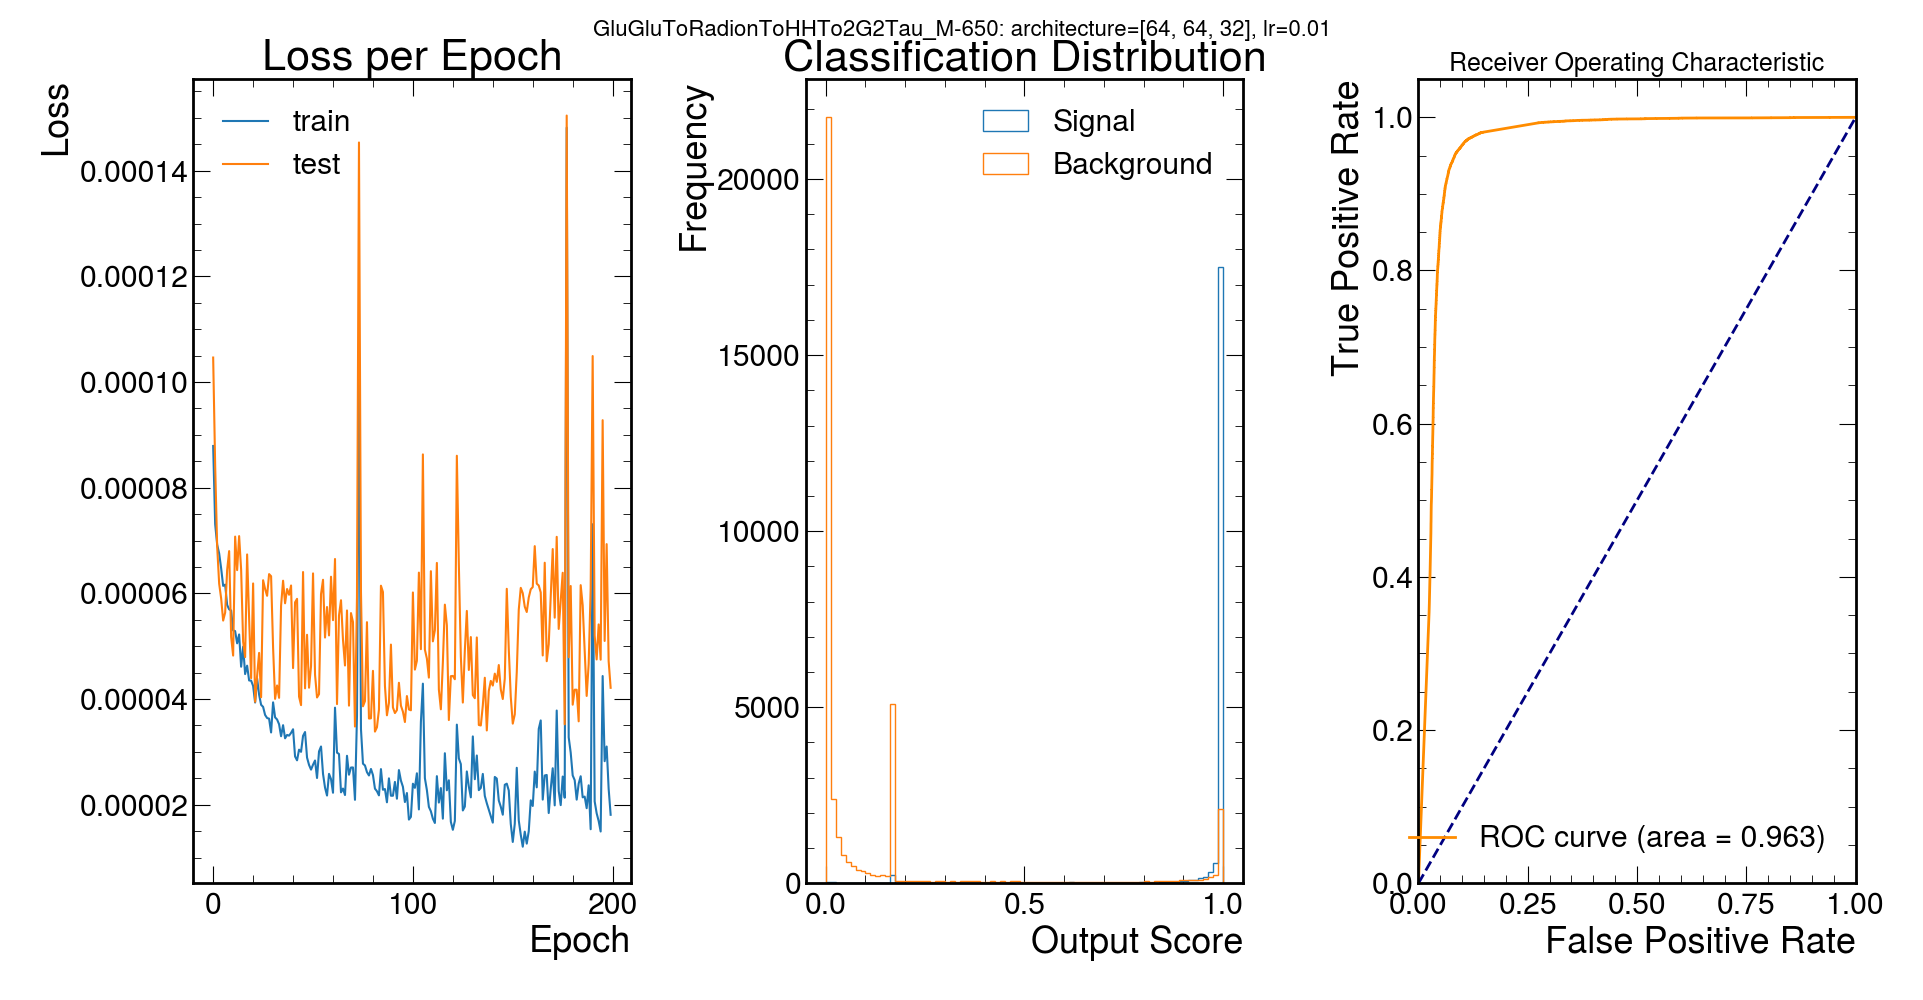 GluGluToRadionToHHTo2G2Tau_M-650: architecture=[64, 64, 32], lr=0.01
Loss per Epoch
Loss
train
test
0.00014
0.00012
0.00010
0.00008
0.00006
0.00004
0.00002
0
100
200
Epoch
Classification Distribution
Frequency
Signal
Background
20000
15000
10000
5000
0
0.0
0.5
1.0
Output Score
Receiver Operating Characteristic
True Positive Rate
1.0
0.8
0.6
0.4
0.2
0.0
ROC curve (area = 0.963)
0.00
0.25
0.50
0.75
1.00
False Positive Rate